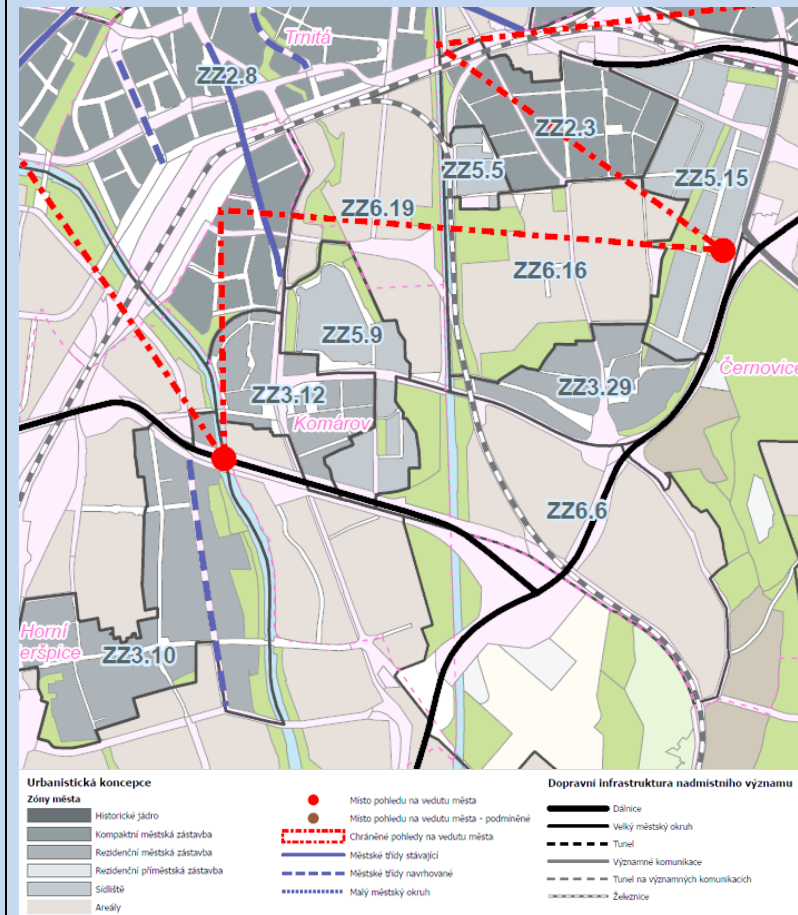 Trnitá
ZZ2.8
ZZ2.3
ZZ5.5
ZZ5.15
ZZ6.19
ZZ6.16
ZZ5.9
Černovice
ZZ3.12
ZZ3.29
Komárov
ZZ6.6
Horní
eršpice
ZZ3.10
Urbanistická koncepce
Zóny města
Historické jádro
Kompaktní městská zástavba
Rezidenční městská zástavba
Rezidenční příměstská zástavba
Sídliště
Areály
Místo pohledu na vedutu města
Místo pohledu na vedutu města - podmíněné
Chráněné pohledy na vedutu města
Městské třídy stávající
Městské třídy navrhované
Malý městský okruh
Dopravní infrastruktura nadmístního významu
Dálnice
Velký městský okruh
Tunel
Významné komunikace
Tunel na významných komunikacích
Železnice